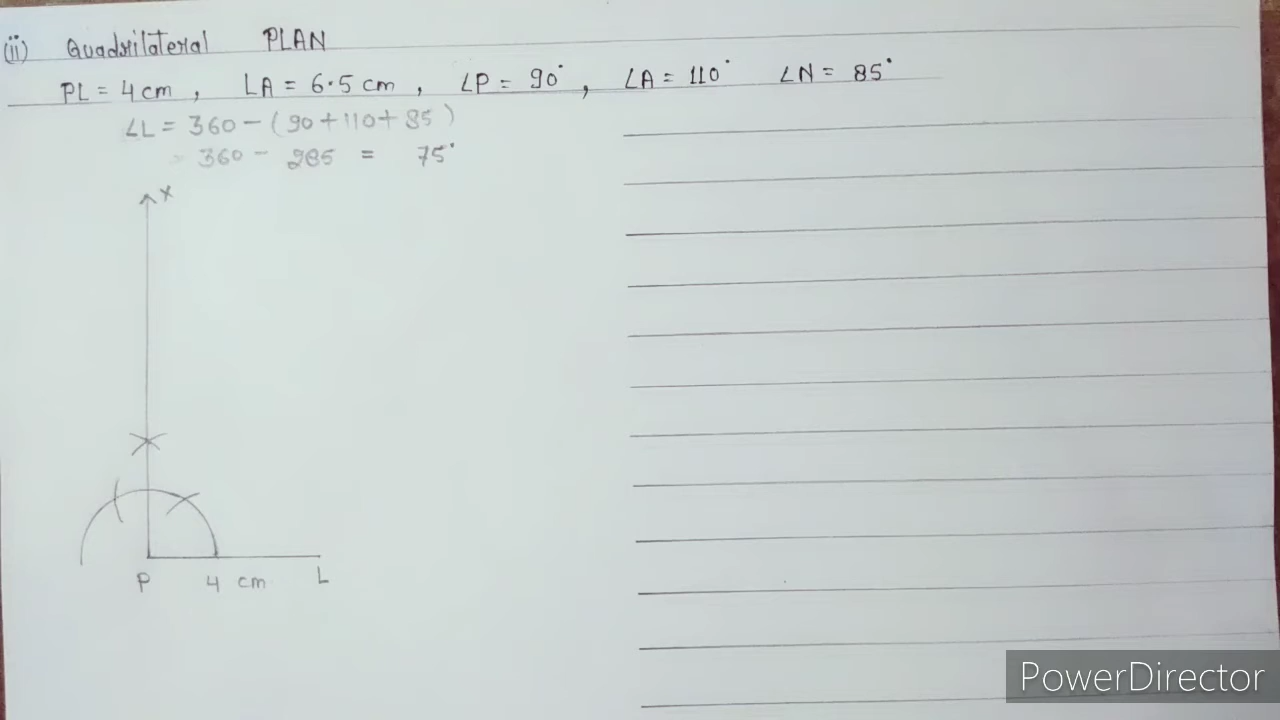 (ii) Quadrilateral PLAN
PL = 4 cm , LA = 6.5 cm , ∠P = 90° , ∠A = 110° ∠N = 85°
∠L = 360 - (90 + 110 + 85)
= 360 - 285 = 75°
X
P 4 cm L
PowerDirector